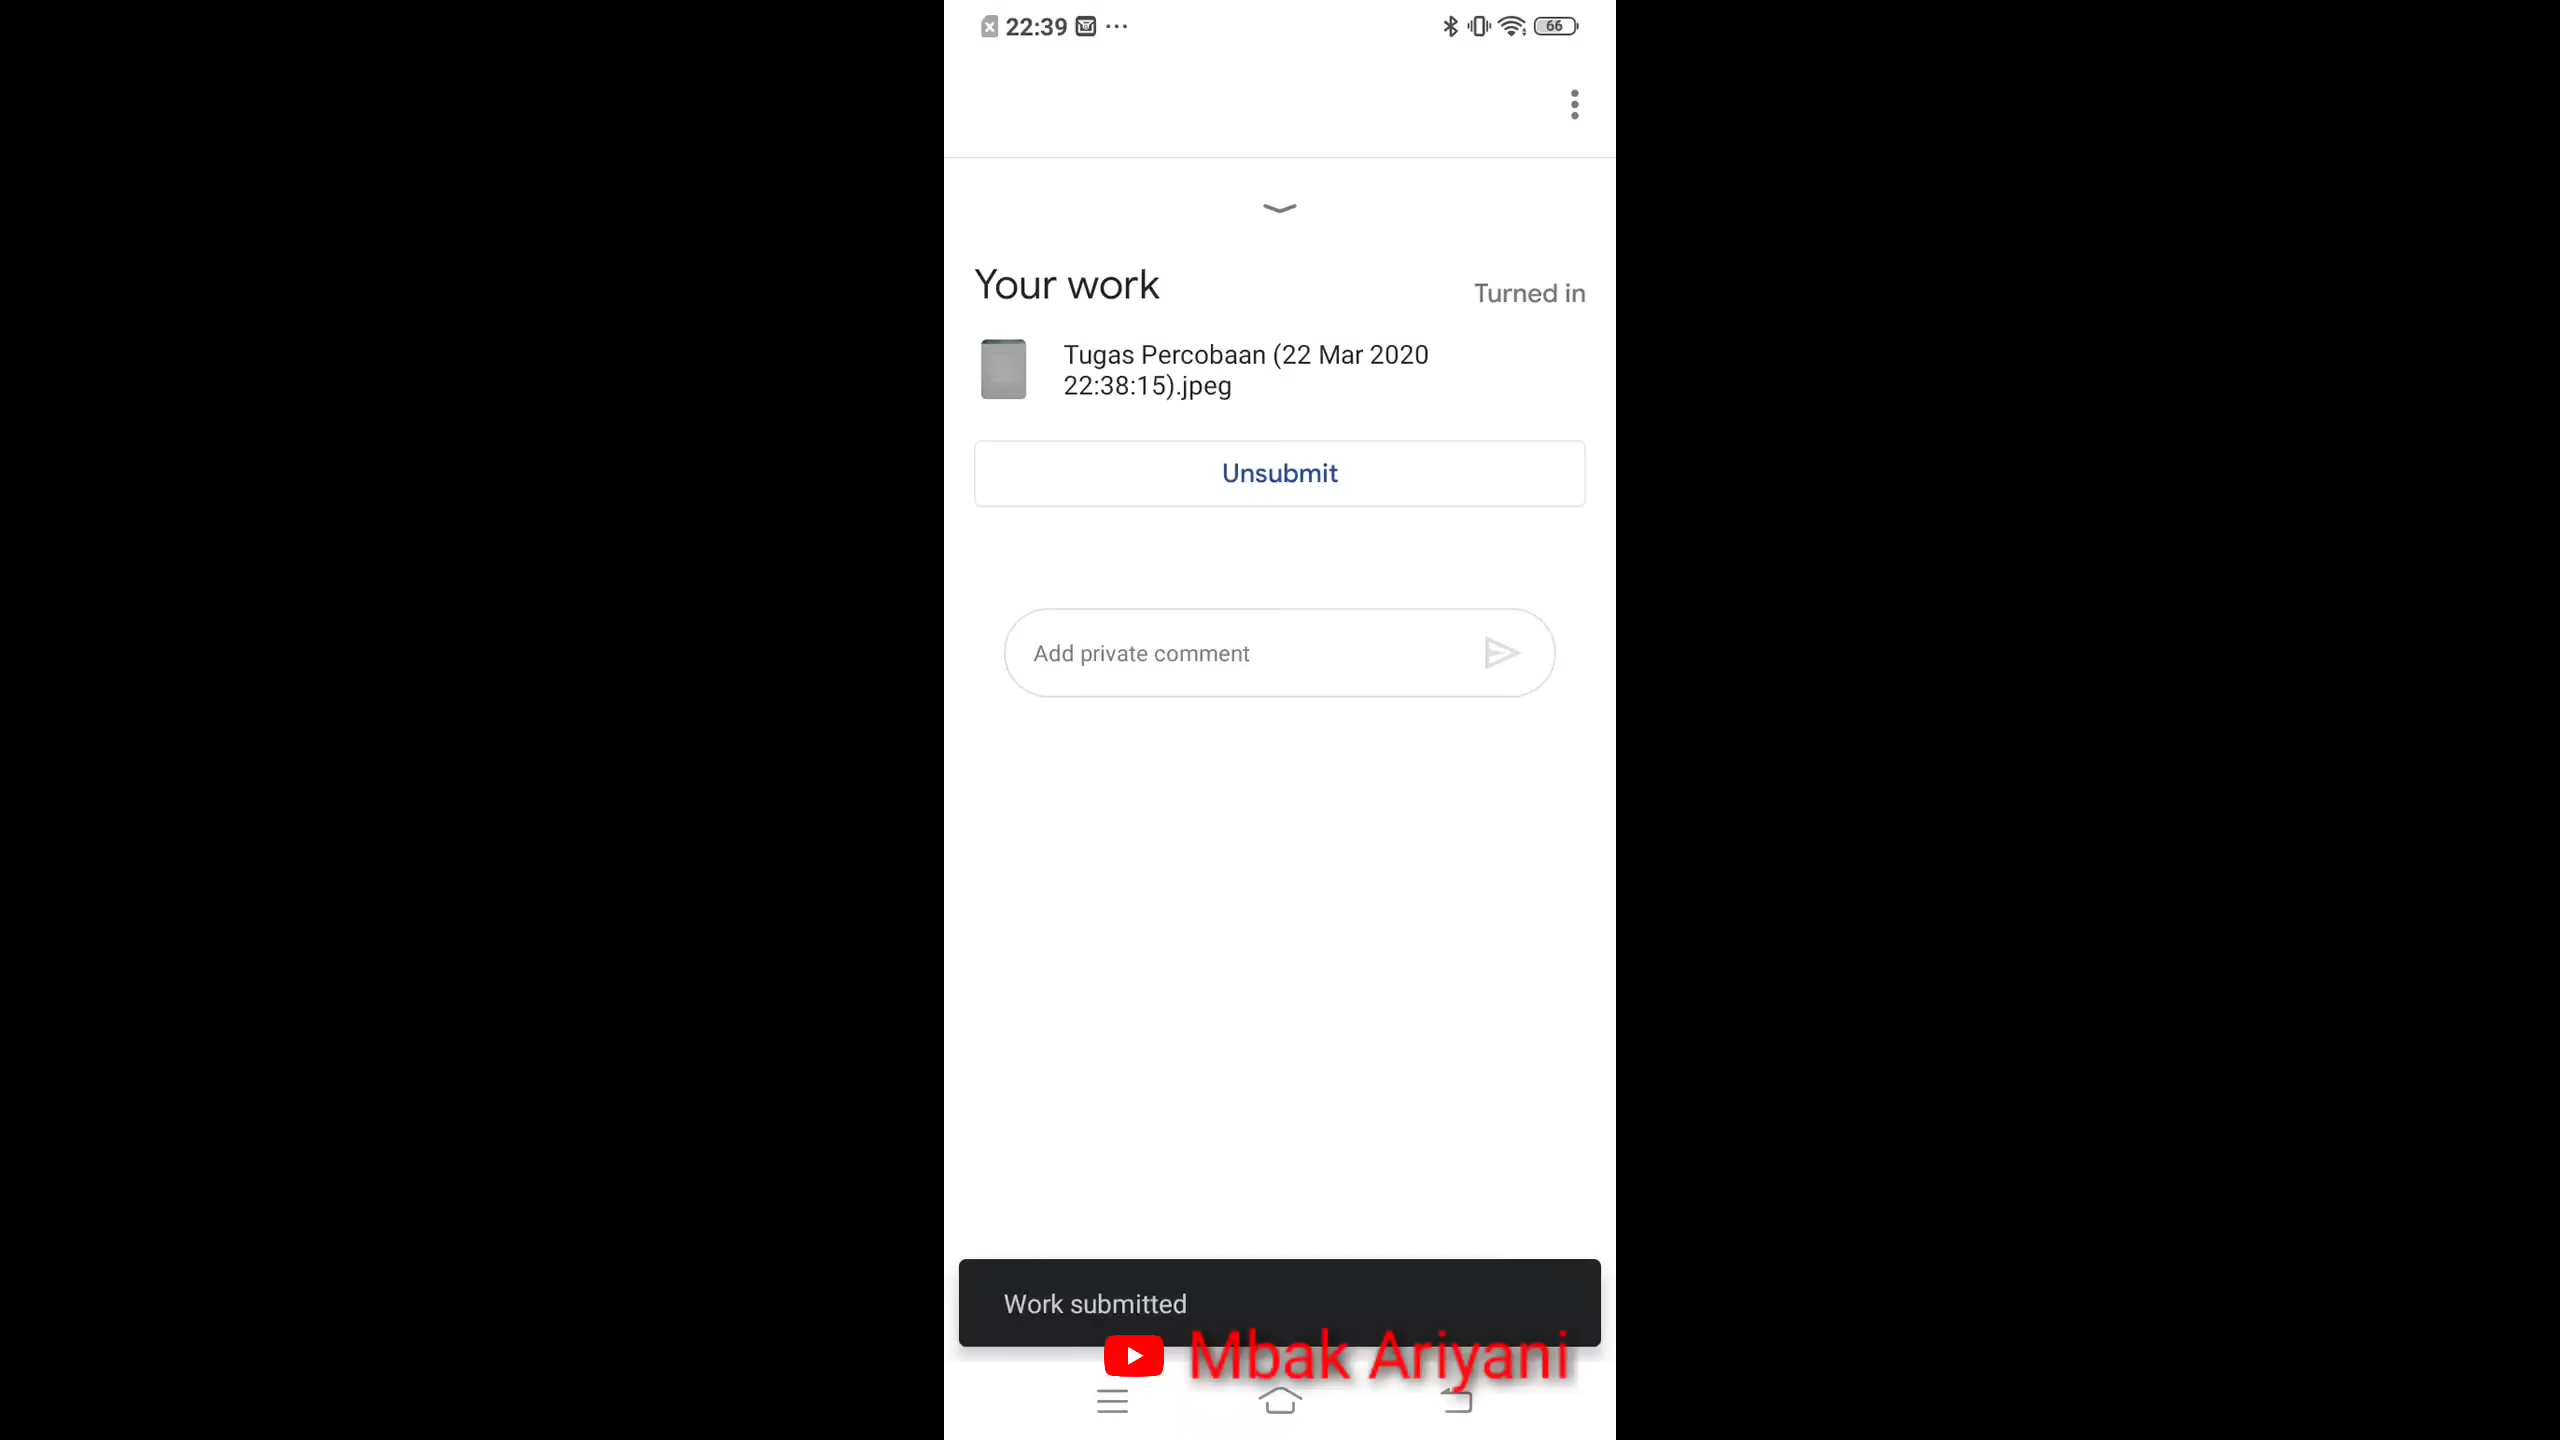 22:39
66
Your work
Turned in
Tugas Percobaan (22 Mar 2020
22:38:15).jpeg
Unsubmit
Add private comment
Work submitted
Mbak Ariyani